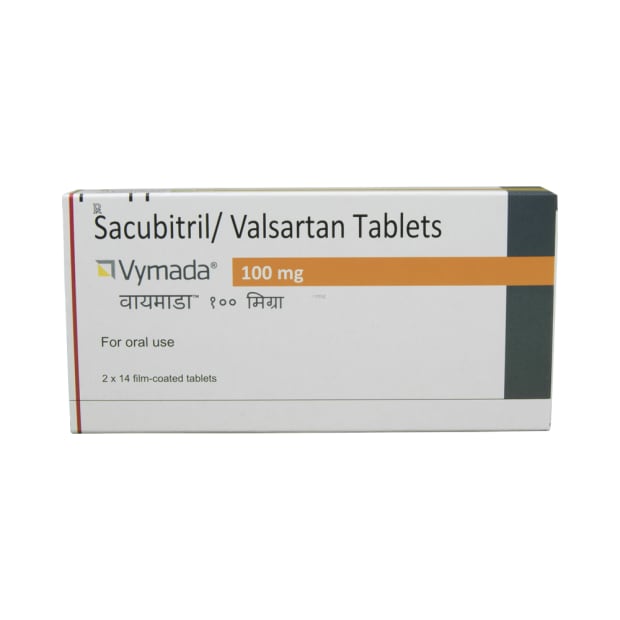 Sacubitril/ Valsartan Tablets
Vymada® 100 mg
वायमाडा™ १०० मिग्रा
For oral use
2 x 14 film-coated tablets